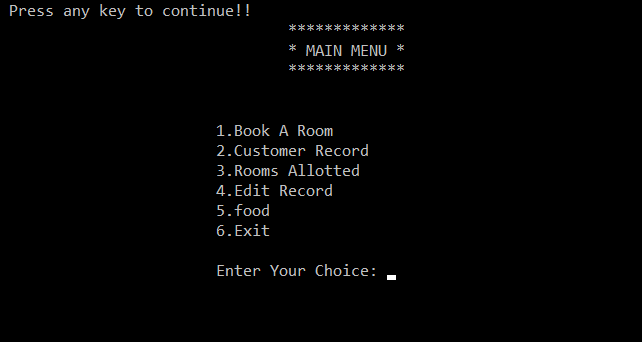 Press any key to continue!!
*************
* MAIN MENU *
*************
1.Book A Room
2.Customer Record
3.Rooms Allotted
4.Edit Record
5.food
6.Exit
Enter Your Choice: